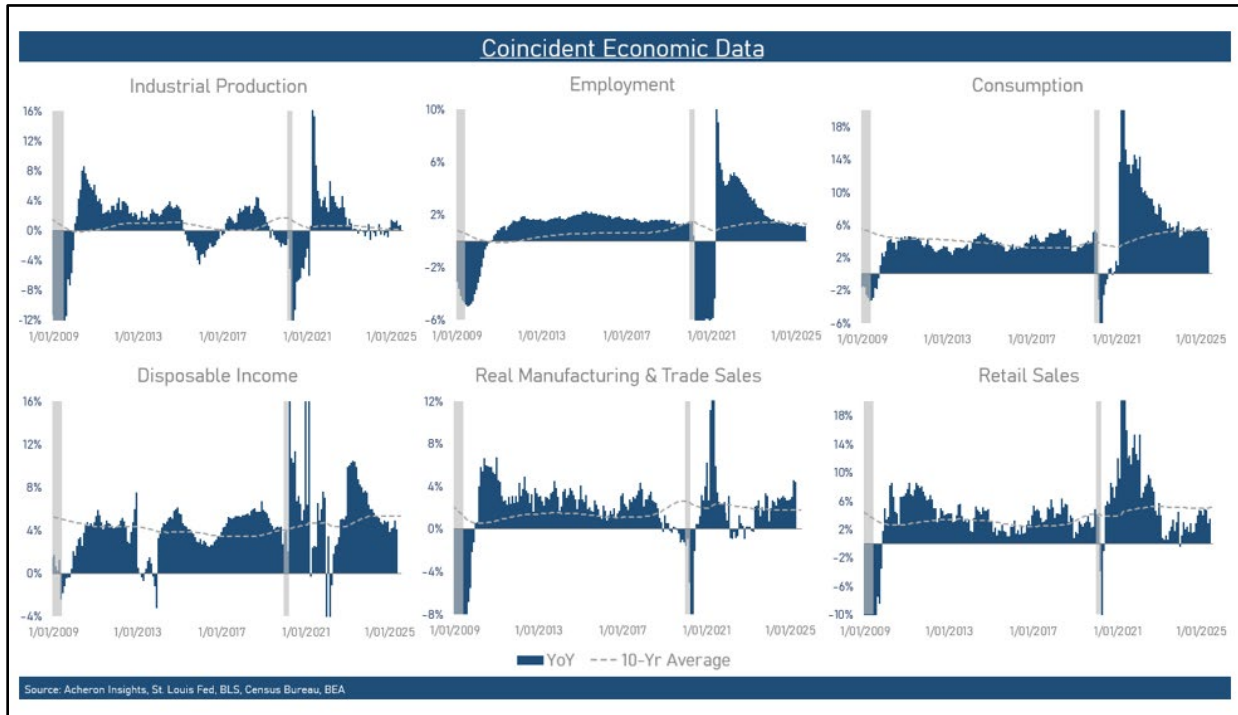 Coincident Economic Data
Industrial Production
16%
12%
8%
4%
0%
-4%
-8%
-12%
1/01/2009 1/01/2013 1/01/2017 1/01/2021 1/01/2025
Employment
10%
6%
2%
-2%
-6%
1/01/2009 1/01/2013 1/01/2017 1/01/2021 1/01/2025
Consumption
18%
14%
10%
6%
2%
-2%
-6%
1/01/2009 1/01/2013 1/01/2017 1/01/2021 1/01/2025
Disposable Income
16%
12%
8%
4%
0%
-4%
1/01/2009 1/01/2013 1/01/2017 1/01/2021 1/01/2025
Real Manufacturing & Trade Sales
12%
8%
4%
0%
-4%
-8%
1/01/2009 1/01/2013 1/01/2017 1/01/2021 1/01/2025
Retail Sales
18%
14%
10%
6%
2%
-2%
-6%
-10%
1/01/2009 1/01/2013 1/01/2017 1/01/2021 1/01/2025
YoY 10-Yr Average
Source: Acheron Insights, St. Louis Fed, BLS, Census Bureau, BEA